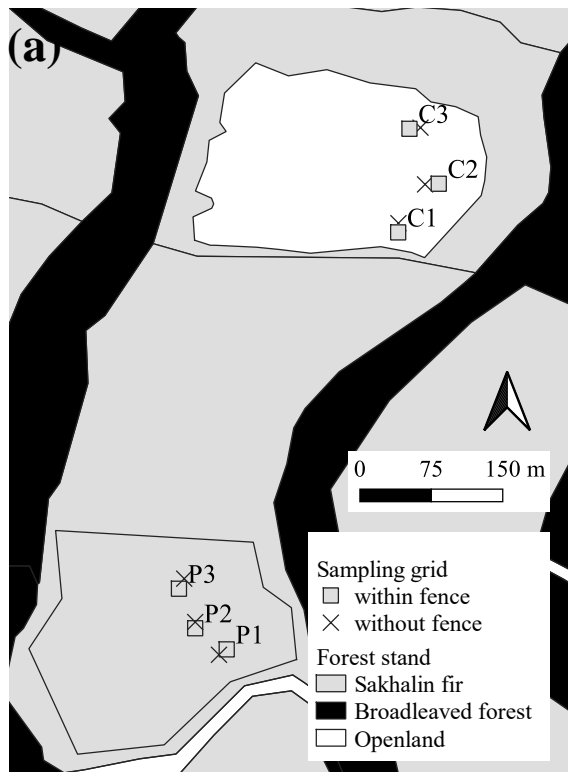 (a)
C3
C2
C1
0 75 150 m
P3
P2
P1
Sampling grid
within fence
without fence
Forest stand
Sakhalin fir
Broadleaved forest
Openland